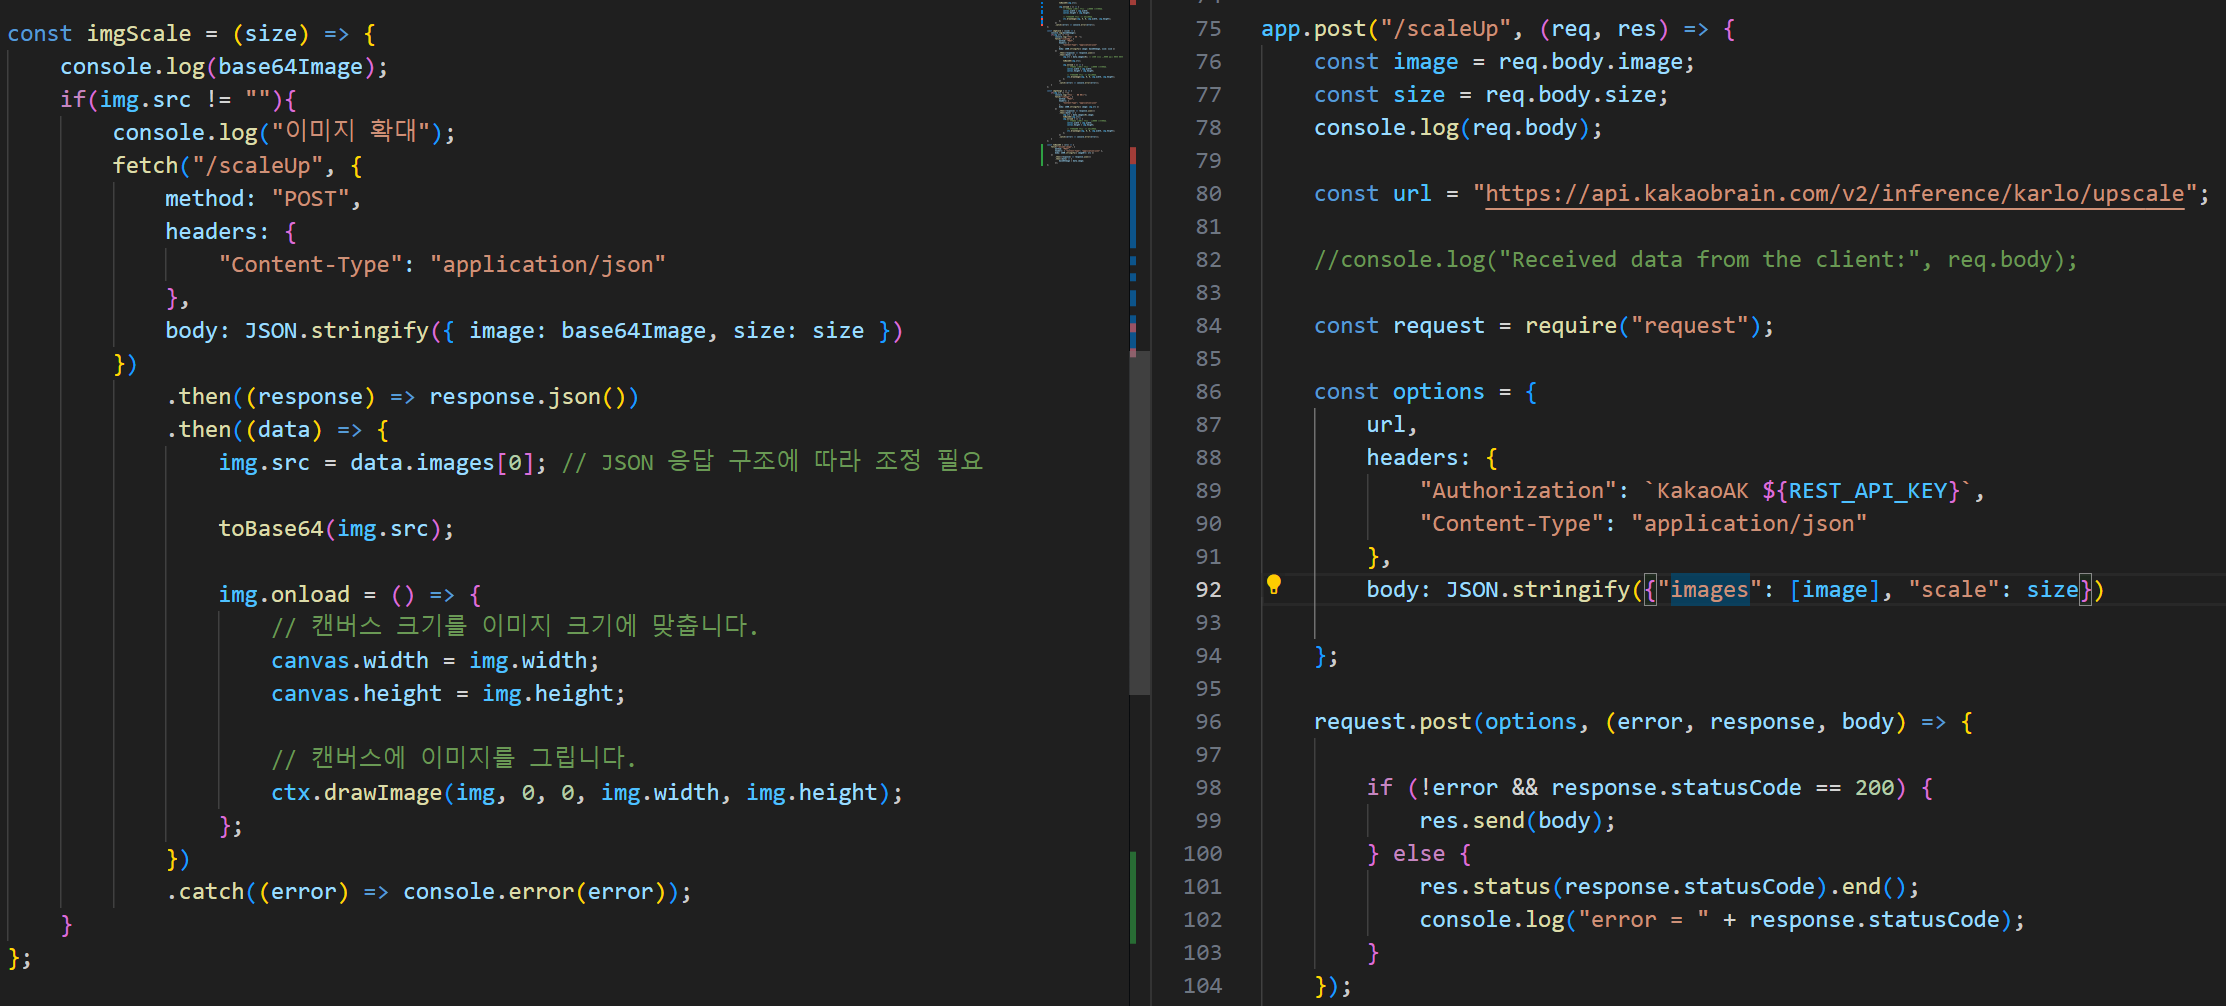 const imgScale = (size) => {
console.log(base64Image);
if(img.src != ""){
console.log("이미지 확대");
fetch("/scaleUp", {
method: "POST",
headers: {
"Content-Type": "application/json"
},
body: JSON.stringify({ image: base64Image, size: size })
})
.then((response) => response.json())
.then((data) => {
img.src = data.images[0]; // JSON 응답 구조에 따라 조정 필요
toBase64(img.src);
img.onload = () => {
// 캔버스 크기를 이미지 크기에 맞춥니다.
canvas.width = img.width;
canvas.height = img.height;
// 캔버스에 이미지를 그립니다.
ctx.drawImage(img, 0, 0, img.width, img.height);
};
})
.catch((error) => console.error(error));
}
};
75 app.post("/scaleUp", (req, res) => {
76 const image = req.body.image;
77 const size = req.body.size;
78 console.log(req.body);
79
80 const url = "https://api.kakaobrain.com/v2/inference/karlo/upscale";
81
82 //console.log("Received data from the client:", req.body);
83
84 const request = require("request");
85
86 const options = {
87 url,
88 headers: {
89 "Authorization": `KakaoAK ${REST_API_KEY}`,
90 "Content-Type": "application/json"
91 },
92 body: JSON.stringify({"images": [image], "scale": size})
93
94 };
95
96 request.post(options, (error, response, body) => {
97
98 if (!error && response.statusCode == 200) {
99 res.send(body);
100 } else {
101 res.status(response.statusCode).end();
102 console.log("error = " + response.statusCode);
103 }
104 });